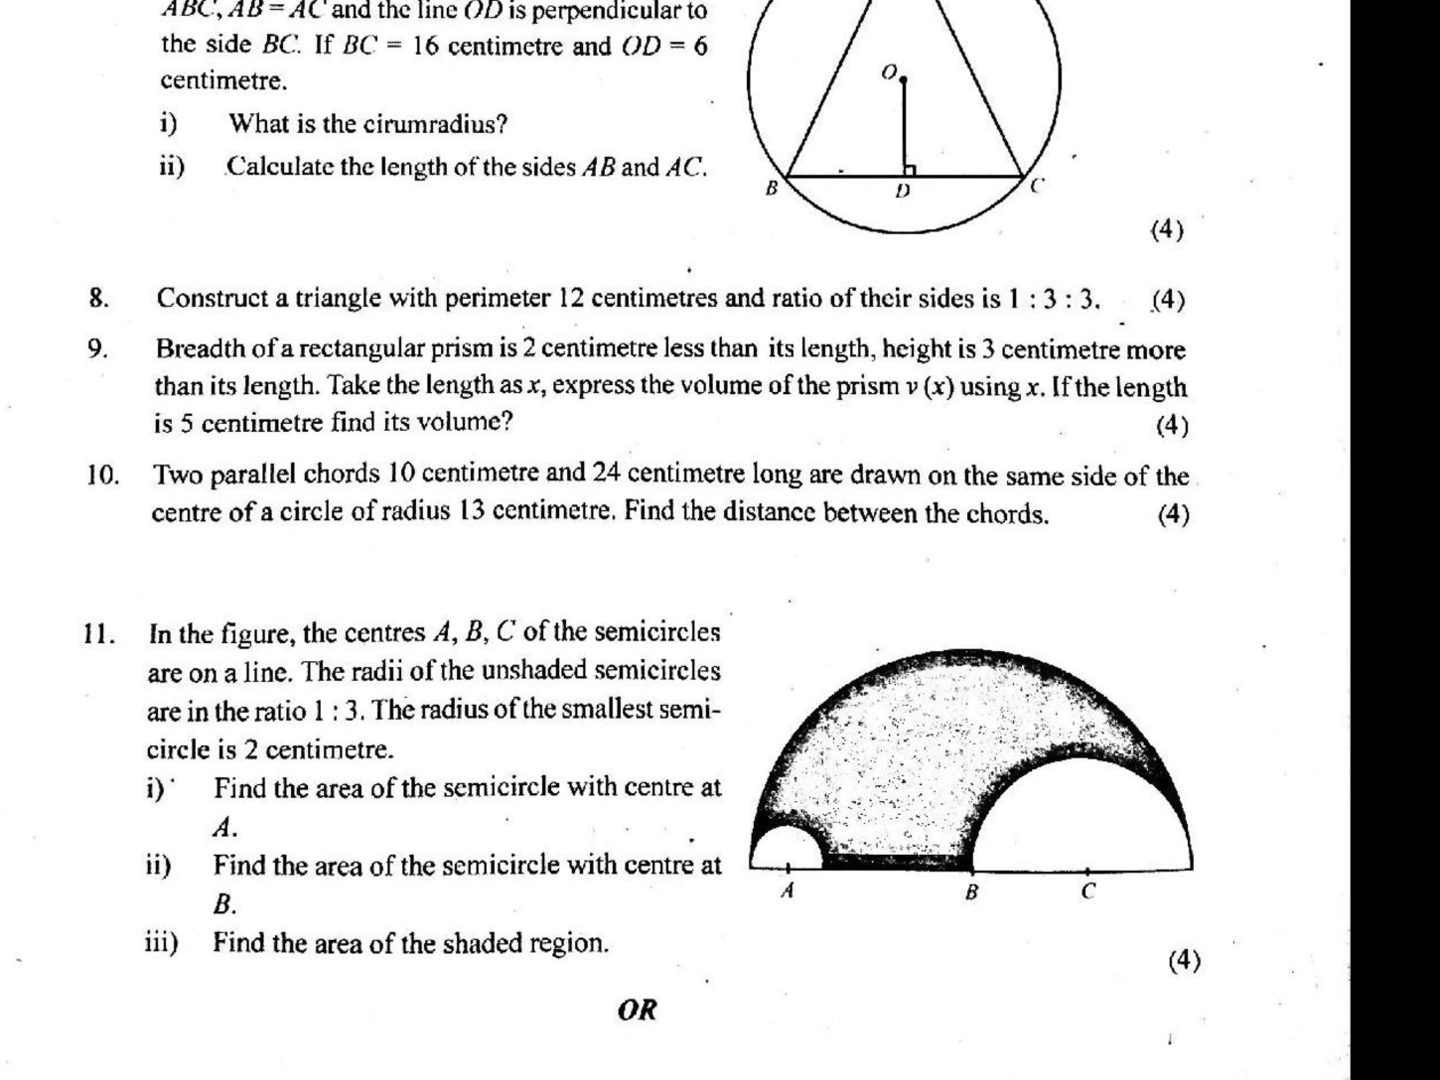 ABC, AB = AC and the line OD is perpendicular to
the side BC. If BC = 16 centimetre and OD = 6
centimetre.
i) What is the cirumradius?
ii) Calculate the length of the sides AB and AC.
O
B
D
C
(4)
8. Construct a triangle with perimeter 12 centimetres and ratio of their sides is 1 : 3 : 3. (4)
9. Breadth of a rectangular prism is 2 centimetre less than its length, height is 3 centimetre more
than its length. Take the length as x, express the volume of the prism v (x) using x. If the length
is 5 centimetre find its volume? (4)
10. Two parallel chords 10 centimetre and 24 centimetre long are drawn on the same side of the
centre of a circle of radius 13 centimetre. Find the distance between the chords. (4)
11. In the figure, the centres A, B, C of the semicircles
are on a line. The radii of the unshaded semicircles
are in the ratio 1 : 3. The radius of the smallest semi-
circle is 2 centimetre.
i) Find the area of the semicircle with centre at
A.
ii) Find the area of the semicircle with centre at
B.
iii) Find the area of the shaded region.
A
B
C
(4)
OR